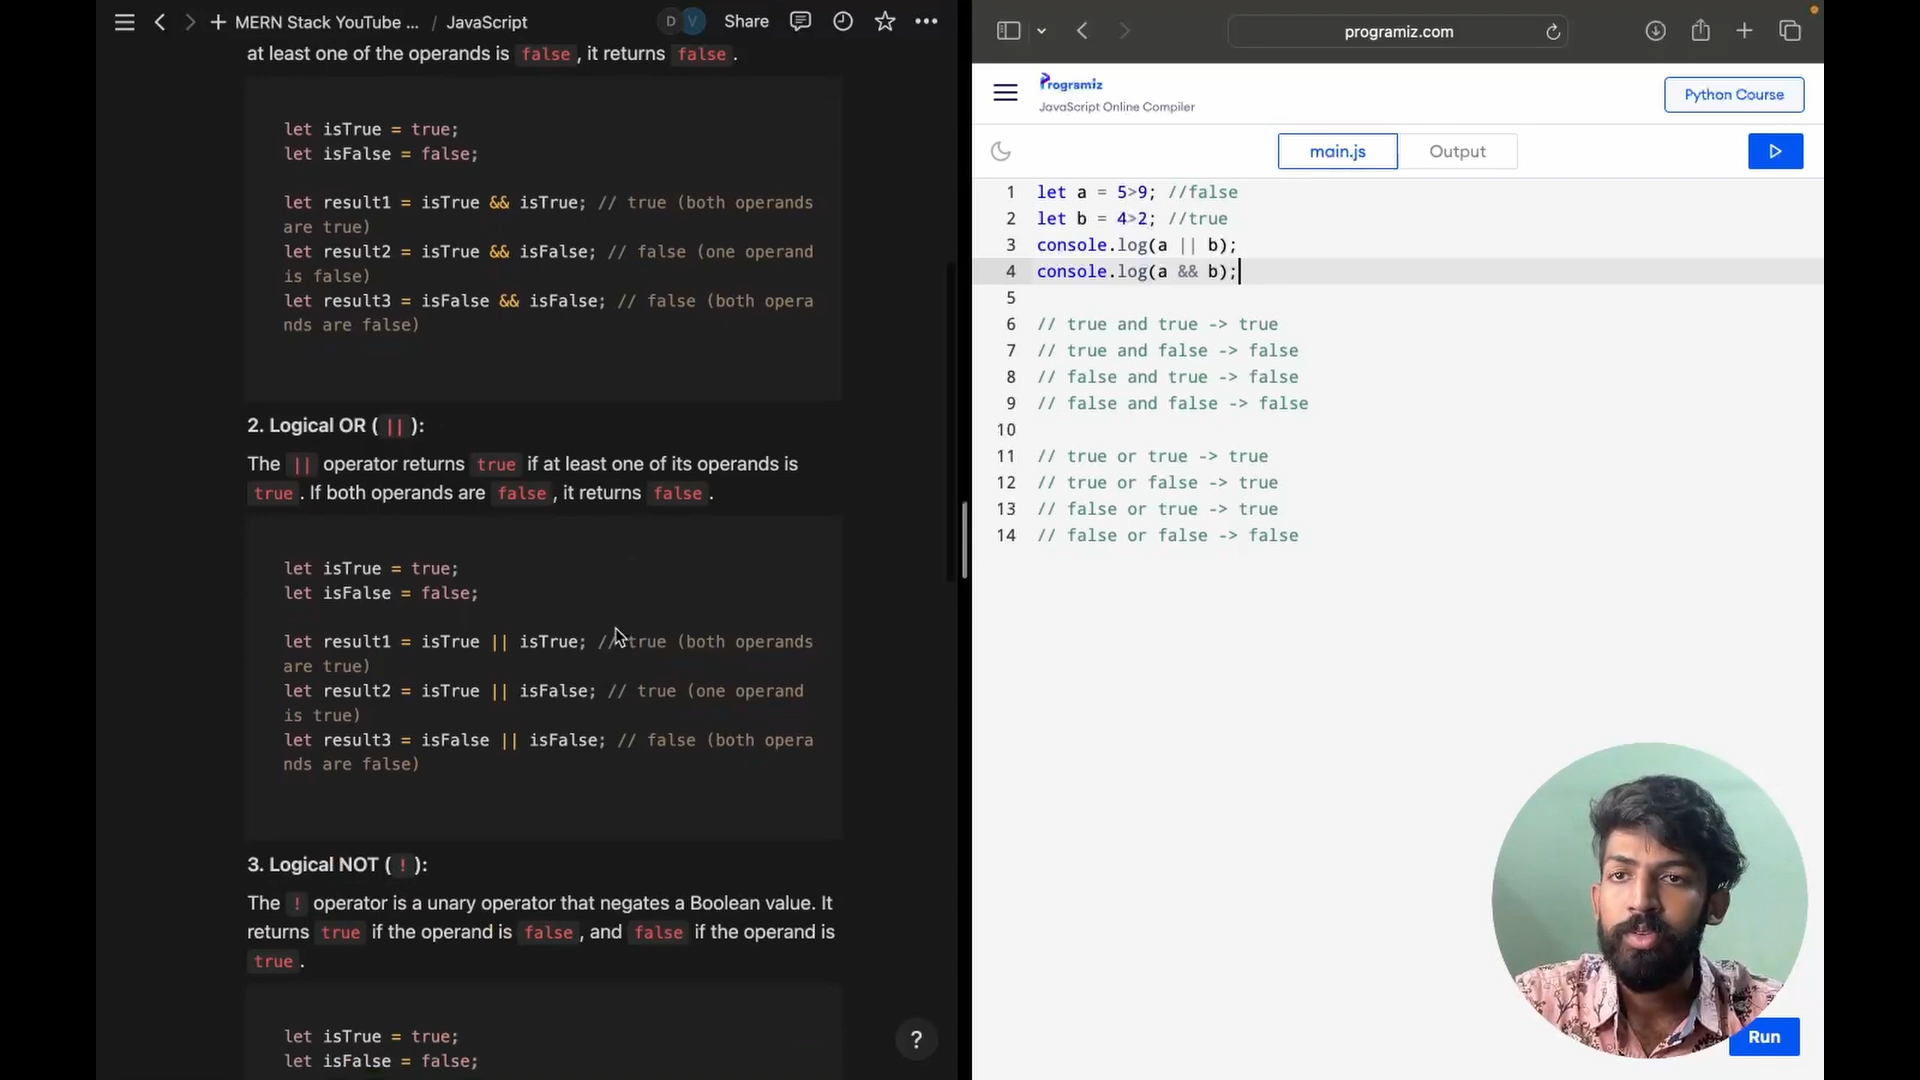 MERN Stack YouTube ... / JavaScript
D V Share
at least one of the operands is false , it returns false .
let isTrue = true;
let isFalse = false;
let result1 = isTrue && isTrue; // true (both operands
are true)
let result2 = isTrue && isFalse; // false (one operand
is false)
let result3 = isFalse && isFalse; // false (both opera
nds are false)
2. Logical OR ( || ):
The || operator returns true if at least one of its operands is
true . If both operands are false , it returns false .
let isTrue = true;
let isFalse = false;
let result1 = isTrue || isTrue; // true (both operands
are true)
let result2 = isTrue || isFalse; // true (one operand
is true)
let result3 = isFalse || isFalse; // false (both opera
nds are false)
3. Logical NOT ( ! ):
The ! operator is a unary operator that negates a Boolean value. It
returns true if the operand is false , and false if the operand is
true .
let isTrue = true;
let isFalse = false;
?
programiz.com
Programiz
JavaScript Online Compiler
Python Course
main.js
Output
1 let a = 5>9; //false
2 let b = 4>2; //true
3 console.log(a || b);
4 console.log(a && b);
5
6 // true and true -> true
7 // true and false -> false
8 // false and true -> false
9 // false and false -> false
10
11 // true or true -> true
12 // true or false -> true
13 // false or true -> true
14 // false or false -> false
Run